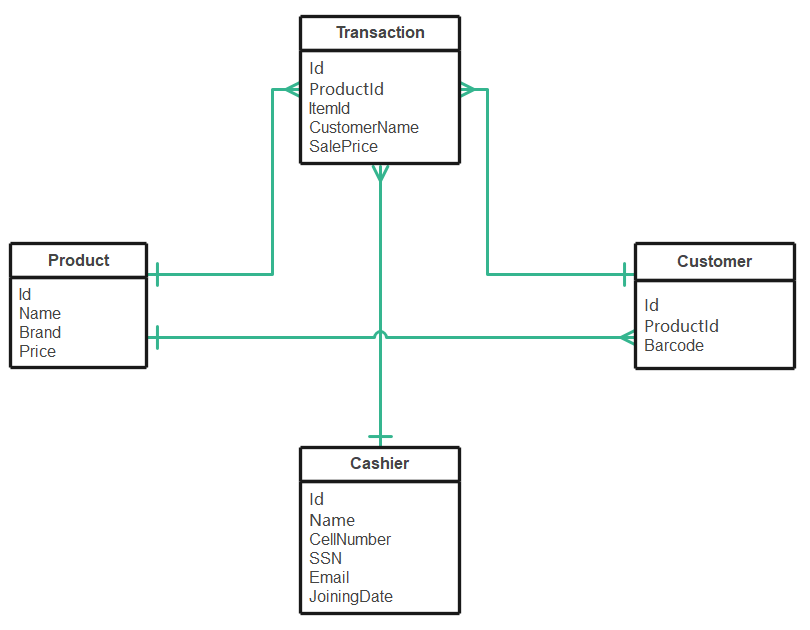 Transaction
Id
ProductId
ItemId
CustomerName
SalePrice
Product
Id
Name
Brand
Price
Customer
Id
ProductId
Barcode
Cashier
Id
Name
CellNumber
SSN
Email
JoiningDate